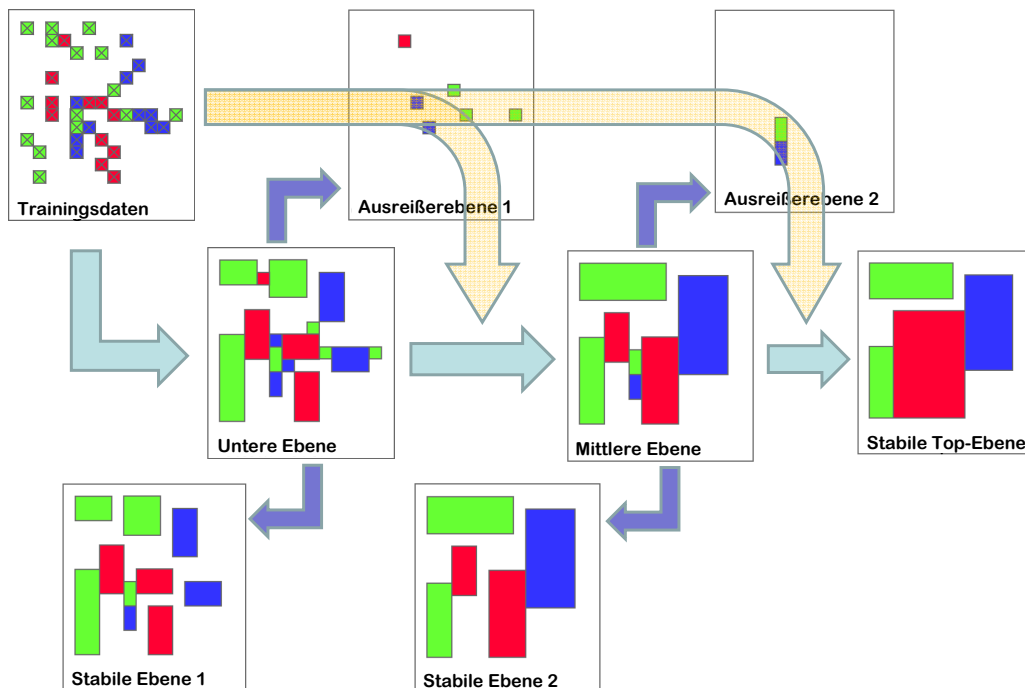 Trainingsdaten
Ausreißerebene 1
Ausreißerebene 2
Untere Ebene
Mittlere Ebene
Stabile Top-Ebene
Stabile Ebene 1
Stabile Ebene 2